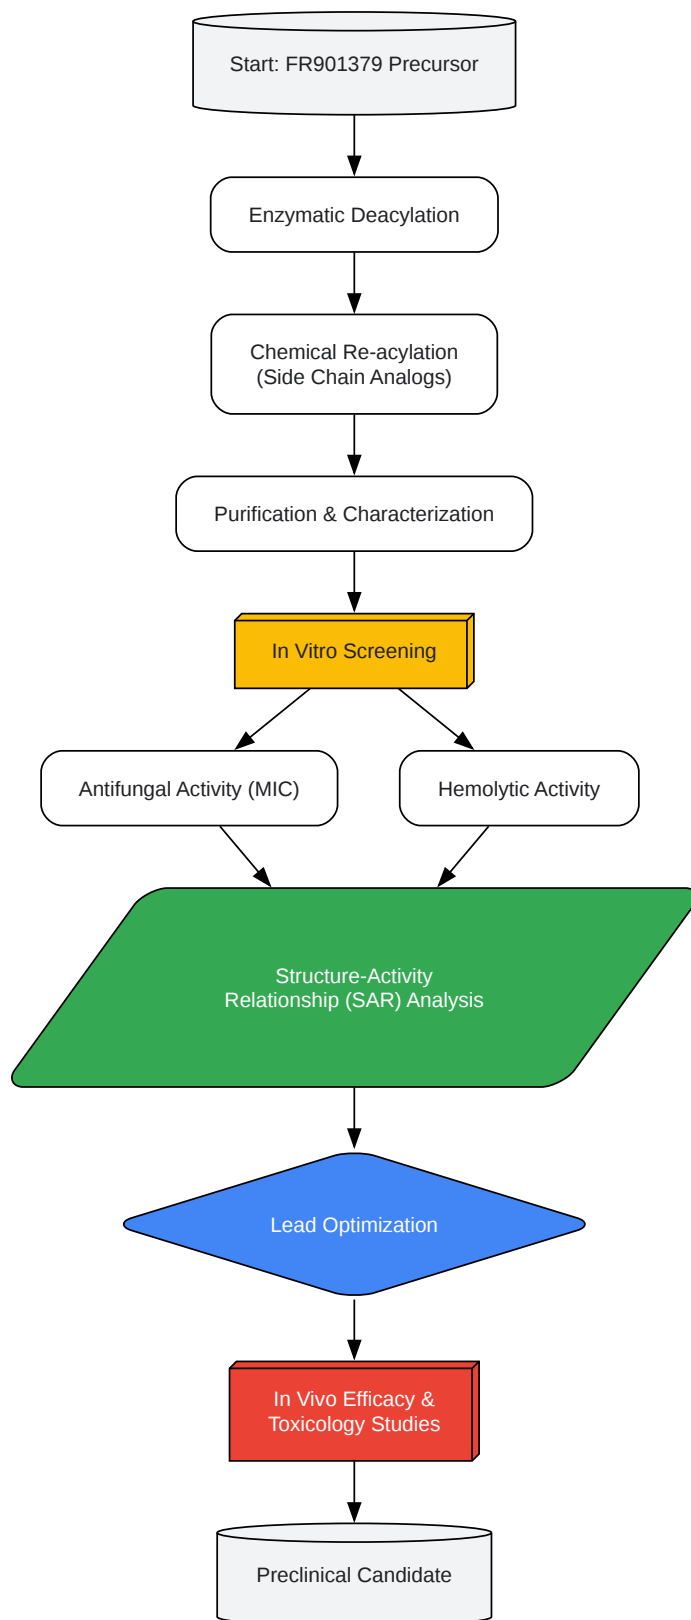 Start: FR901379 Precursor
Enzymatic Deacylation
Chemical Re-acylation
(Side Chain Analogs)
Purification & Characterization
In Vitro Screening
Antifungal Activity (MIC)
Hemolytic Activity
Structure-Activity
Relationship (SAR) Analysis
Lead Optimization
In Vivo Efficacy &
Toxicology Studies
Preclinical Candidate